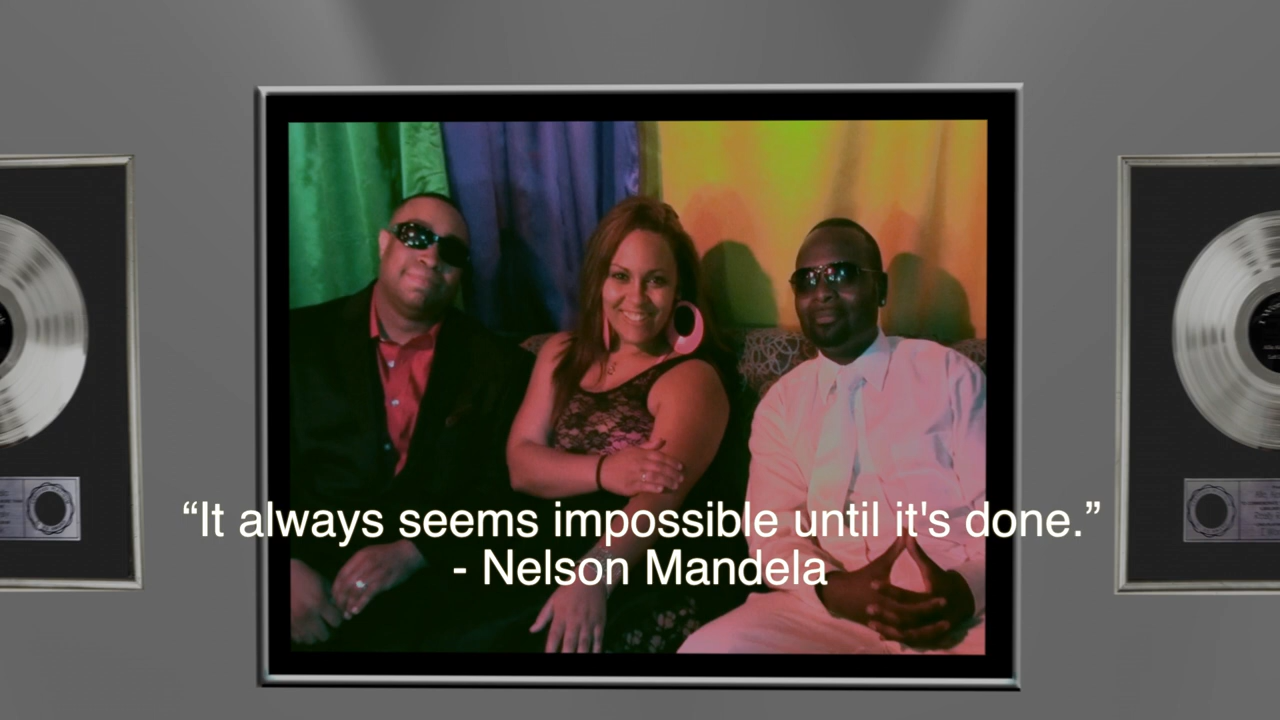 “It always seems impossible until it's done.”
- Nelson Mandela